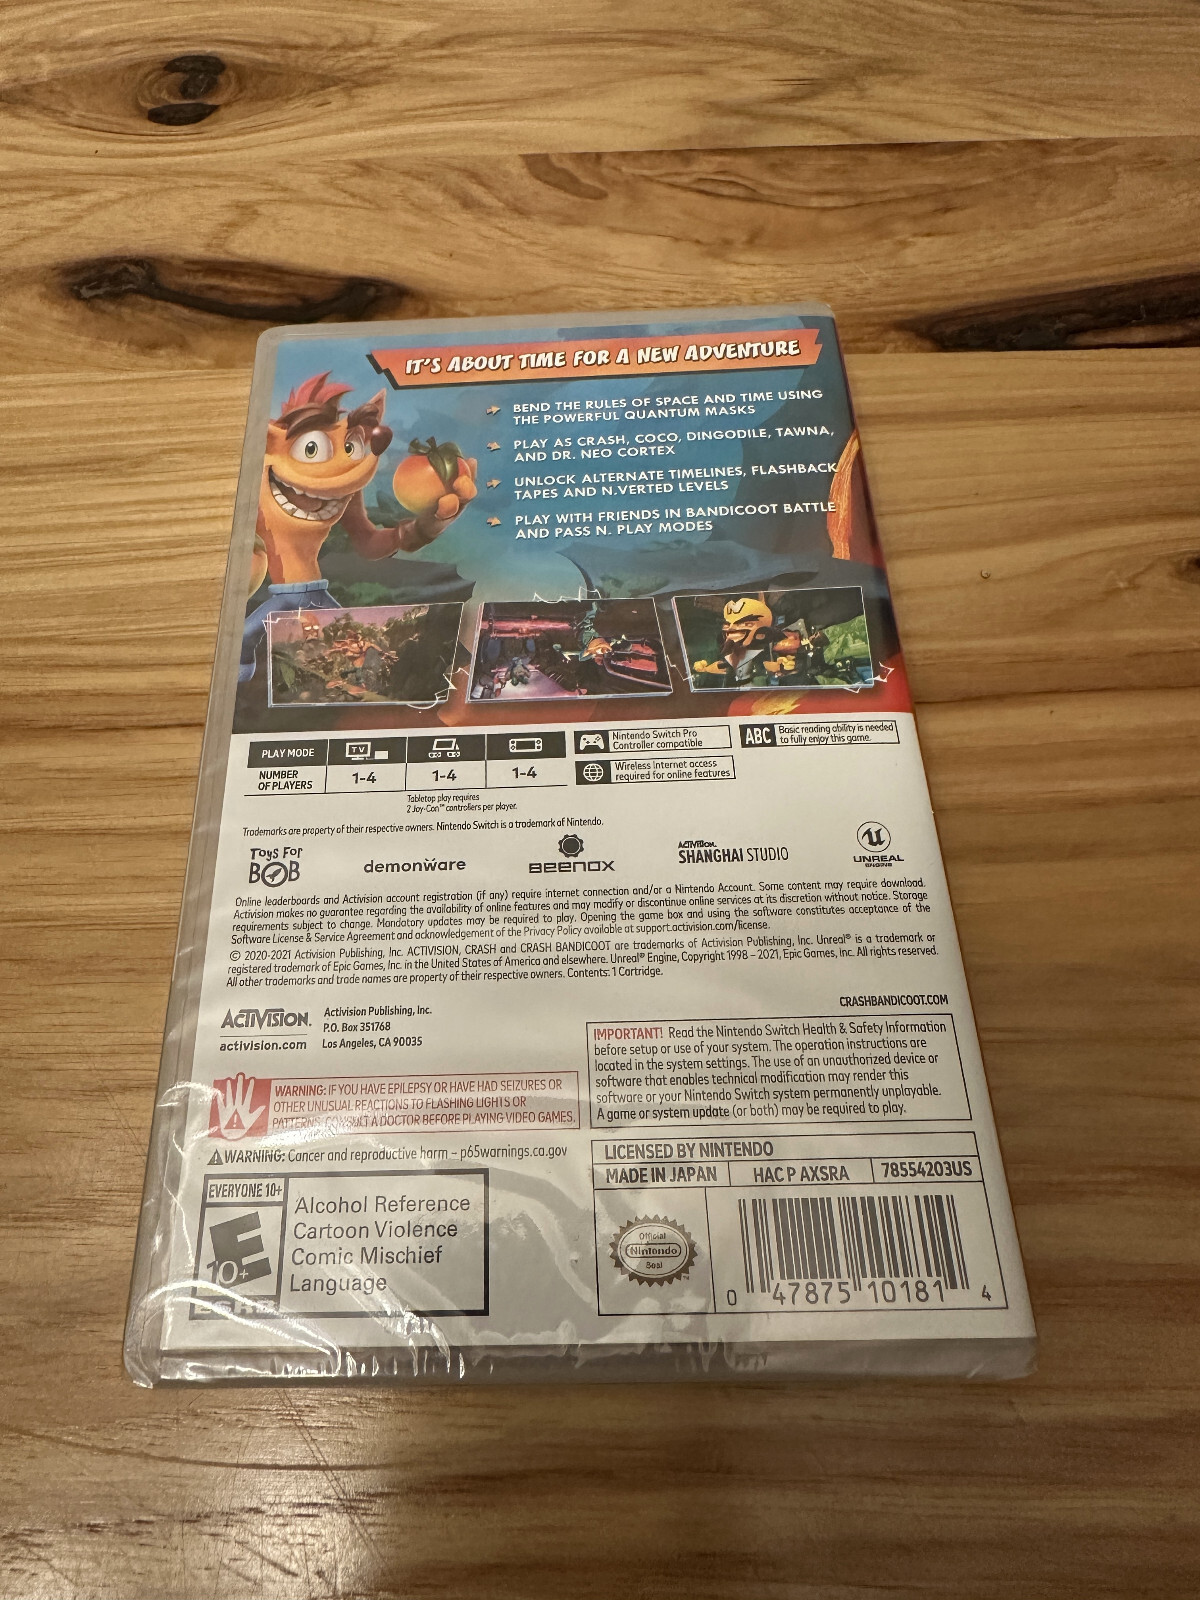 IT'S ABOUT TIME FOR A NEW ADVENTURE
BEND THE RULES OF SPACE AND TIME USING
THE POWERFUL QUANTUM MASKS
PLAY AS CRASH, COCO, DINGODILE, TAWNA,
AND DR. NEO CORTEX
UNLOCK ALTERNATE TIMELINES, FLASHBACK
TAPES AND N.VERTED LEVELS
PLAY WITH FRIENDS IN BANDICOOT BATTLE
AND PASS N. PLAY MODES
N
PLAY MODE
TV
NUMBER
OF PLAYERS
1-4
1-4
1-4
Tabletop play requires
2 Joy-Con™ controllers per player.
Nintendo Switch Pro
Controller compatible
Wireless internet access
required for online features
ABC
Basic reading ability is needed
to fully enjoy this game.
Trademarks are property of their respective owners. Nintendo Switch is a trademark of Nintendo.
TOYS FOR
BOB
demonware
BEENOX
ACTIVISION.
SHANGHAI STUDIO
UNREAL
ENGINE
Online leaderboards and Activision account registration (if any) require internet connection and/or a Nintendo Account. Some content may require download.
Activision makes no guarantee regarding the availability of online features and may modify or discontinue online services at its discretion without notice. Storage
requirements subject to change. Mandatory updates may be required to play. Opening the game box and using the software constitutes acceptance of the
Software License & Service Agreement and acknowledgement of the Privacy Policy available at support.activision.com/license.
© 2020-2021 Activision Publishing, Inc. ACTIVISION, CRASH and CRASH BANDICOOT are trademarks of Activision Publishing, Inc. Unreal® is a trademark or
registered trademark of Epic Games, Inc. in the United States of America and elsewhere. Unreal® Engine, Copyright 1998 – 2021, Epic Games, Inc. All rights reserved.
All other trademarks and trade names are property of their respective owners. Contents: 1 Cartridge.
ACTIVISION.
activision.com
Activision Publishing, Inc.
P.O. Box 351768
Los Angeles, CA 90035
CRASHBANDICOOT.COM
IMPORTANT! Read the Nintendo Switch Health & Safety Information
before setup or use of your system. The operation instructions are
located in the system settings. The use of an unauthorized device or
software that enables technical modification may render this
software or your Nintendo Switch system permanently unplayable.
A game or system update (or both) may be required to play.
WARNING: IF YOU HAVE EPILEPSY OR HAVE HAD SEIZURES OR
OTHER UNUSUAL REACTIONS TO FLASHING LIGHTS OR
PATTERNS, CONSULT A DOCTOR BEFORE PLAYING VIDEO GAMES.
WARNING: Cancer and reproductive harm – p65warnings.ca.gov
EVERYONE 10+
E
10+
ESRB
Alcohol Reference
Cartoon Violence
Comic Mischief
Language
LICENSED BY NINTENDO
MADE IN JAPAN
HAC P AXSRA
78554203US
Official
Nintendo
Seal
0 47875 10181 4